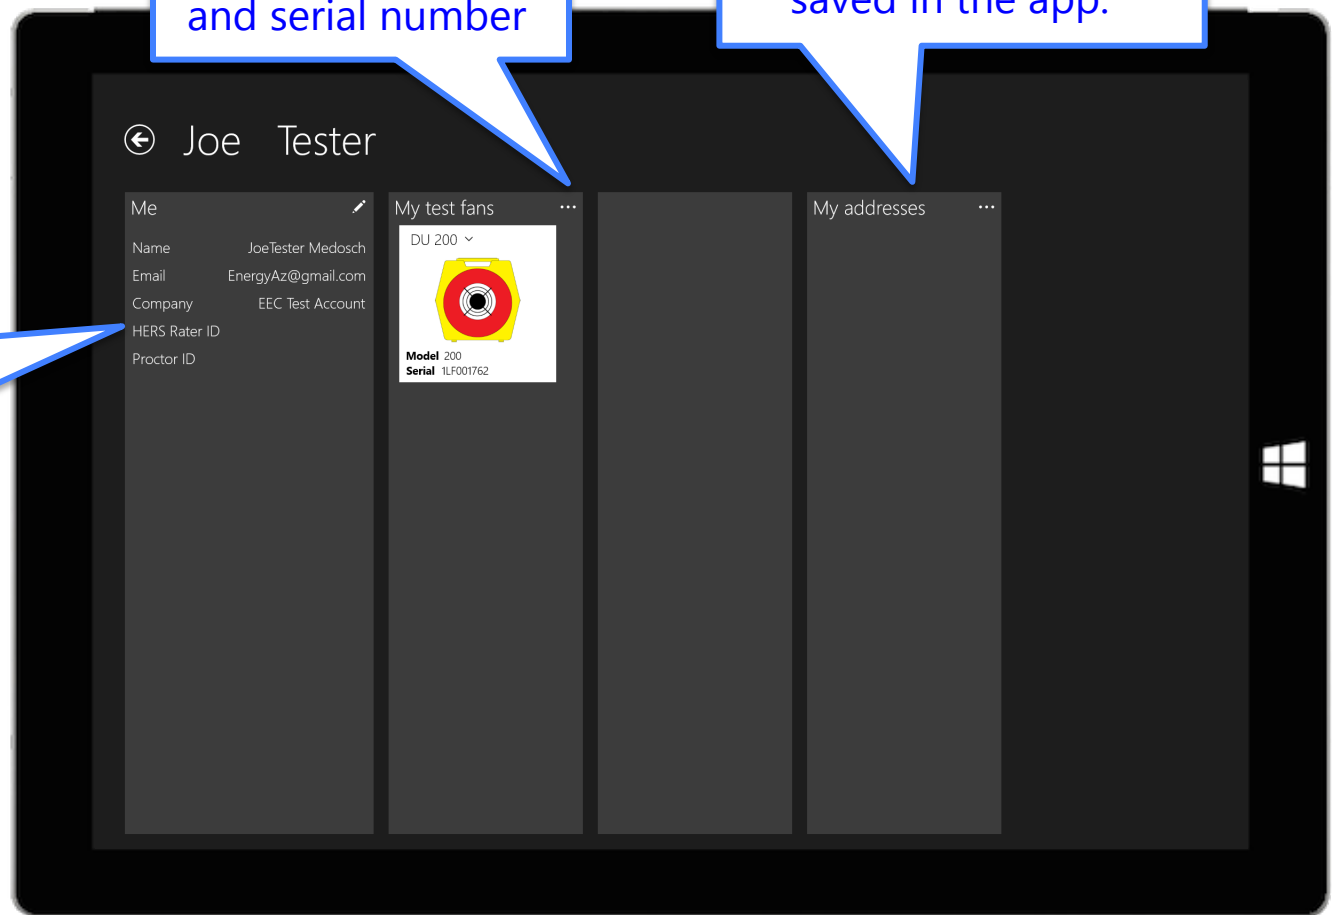 and serial number
saved in the app.
Joe Tester
Me
Name JoeTester Medosch
Email EnergyAz@gmail.com
Company EEC Test Account
HERS Rater ID
Proctor ID
My test fans ...
DU 200
Model 200
Serial 1LF001762
My addresses ...